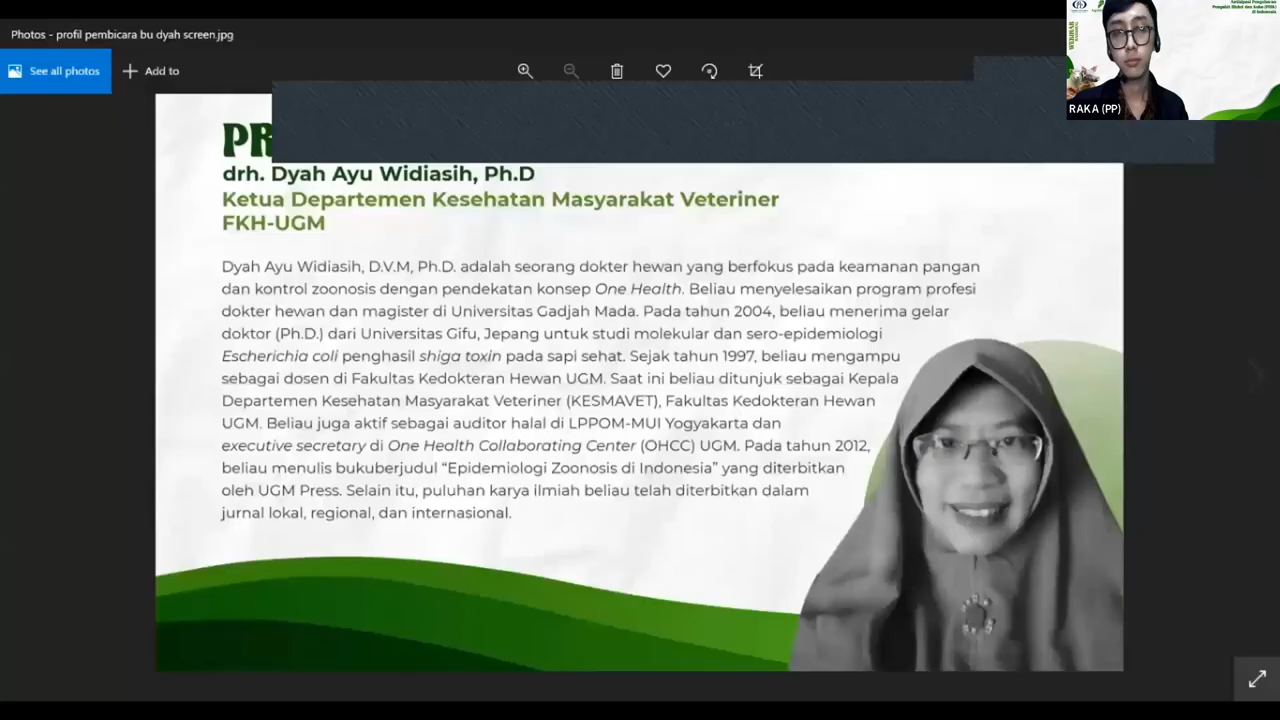 Photos - profil pembicara bu dyah screen.jpg
See all photos
Add to
RAKA (PP)
drh. Dyah Ayu Widiasih, Ph.D
Ketua Departemen Kesehatan Masyarakat Veteriner
FKH-UGM
Dyah Ayu Widiasih, D.V.M, Ph.D. adalah seorang dokter hewan yang berfokus pada keamanan pangan
dan kontrol zoonosis dengan pendekatan konsep One Health. Beliau menyelesaikan program profesi
dokter hewan dan magister di Universitas Gadjah Mada. Pada tahun 2004, beliau menerima gelar
doktor (Ph.D.) dari Universitas Gifu, Jepang untuk studi molekular dan sero-epidemiologi
Escherichia coli penghasil shiga toxin pada sapi sehat. Sejak tahun 1997, beliau mengampu
sebagai dosen di Fakultas Kedokteran Hewan UGM. Saat ini beliau ditunjuk sebagai Kepala
Departemen Kesehatan Masyarakat Veteriner (KESMAVET), Fakultas Kedokteran Hewan
UGM. Beliau juga aktif sebagai auditor halal di LPPOM-MUI Yogyakarta dan
executive secretary di One Health Collaborating Center (OHCC) UGM. Pada tahun 2012,
beliau menulis bukuberjudul “Epidemiologi Zoonosis di Indonesia” yang diterbitkan
oleh UGM Press. Selain itu, puluhan karya ilmiah beliau telah diterbitkan dalam
jurnal lokal, regional, dan internasional.